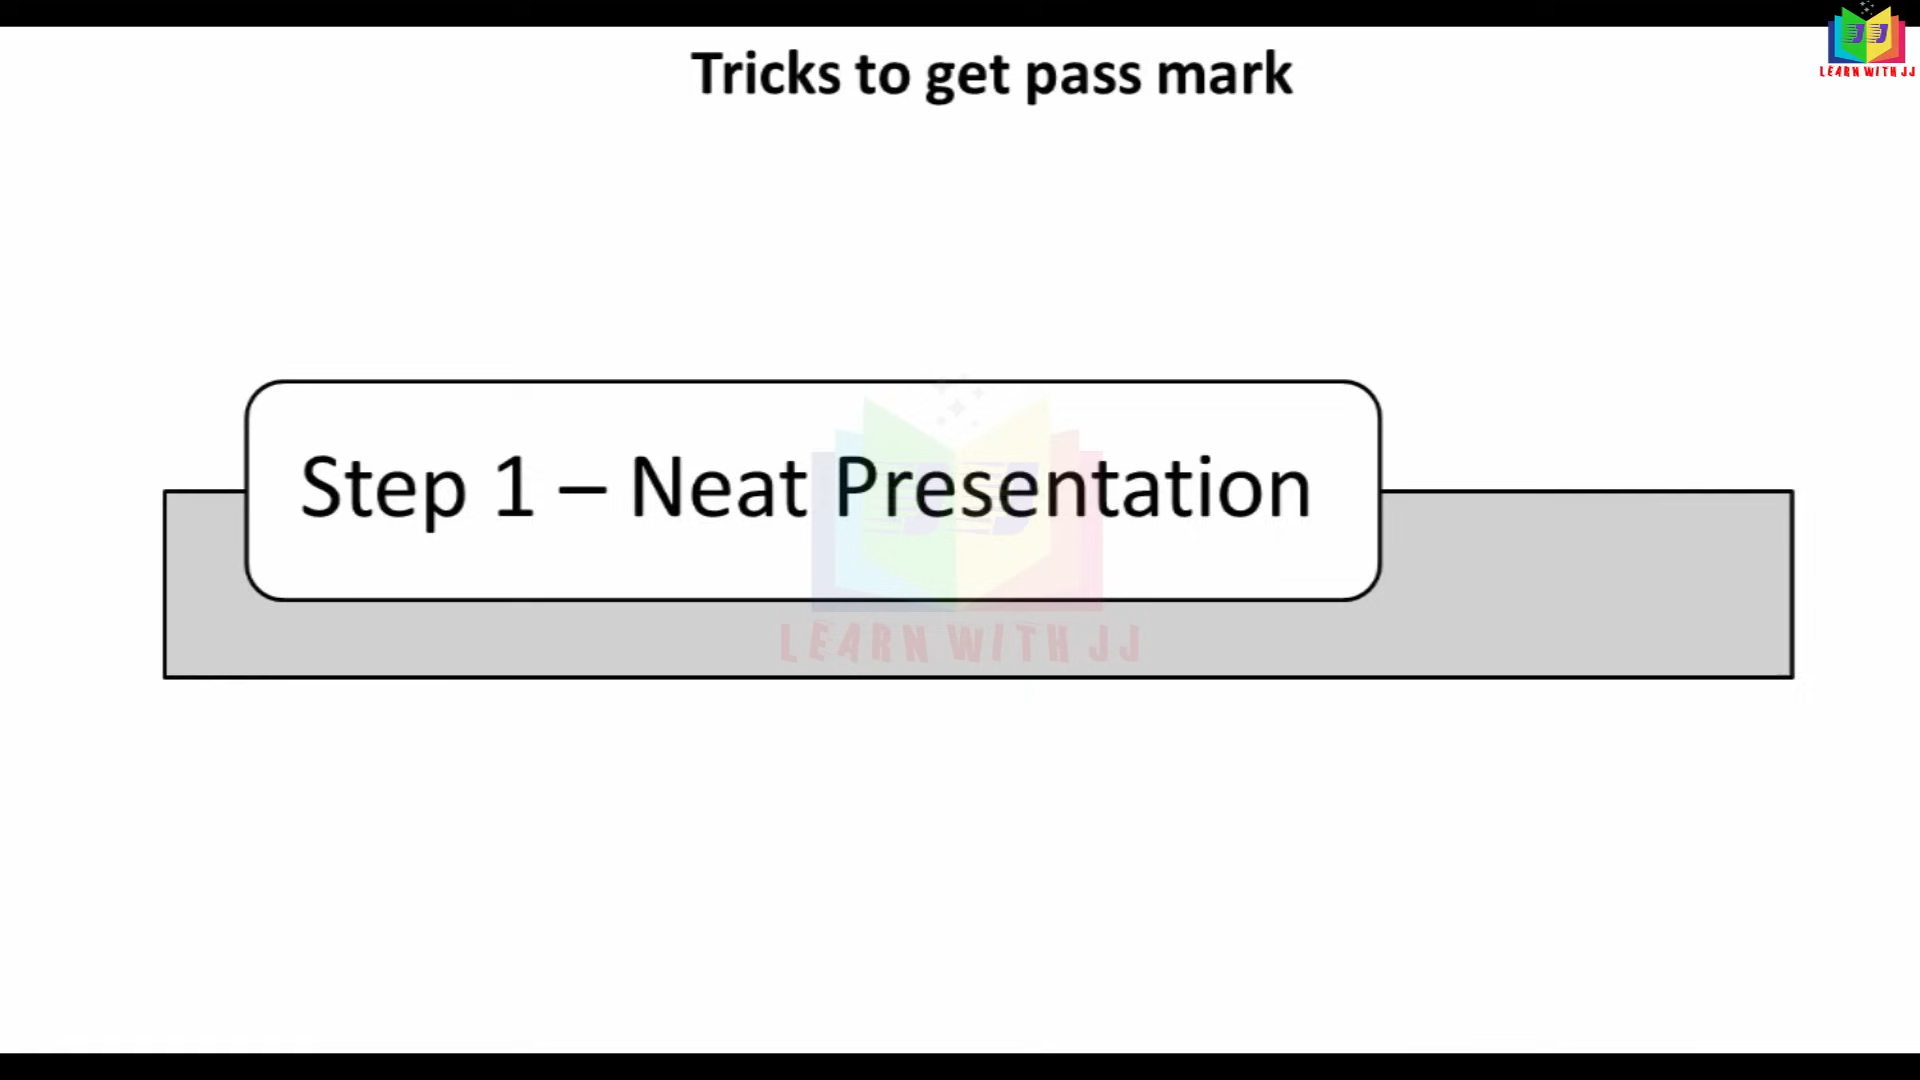 Tricks to get pass mark
LEARN WITH JJ
Step 1 – Neat Presentation
LEARN WITH JJ